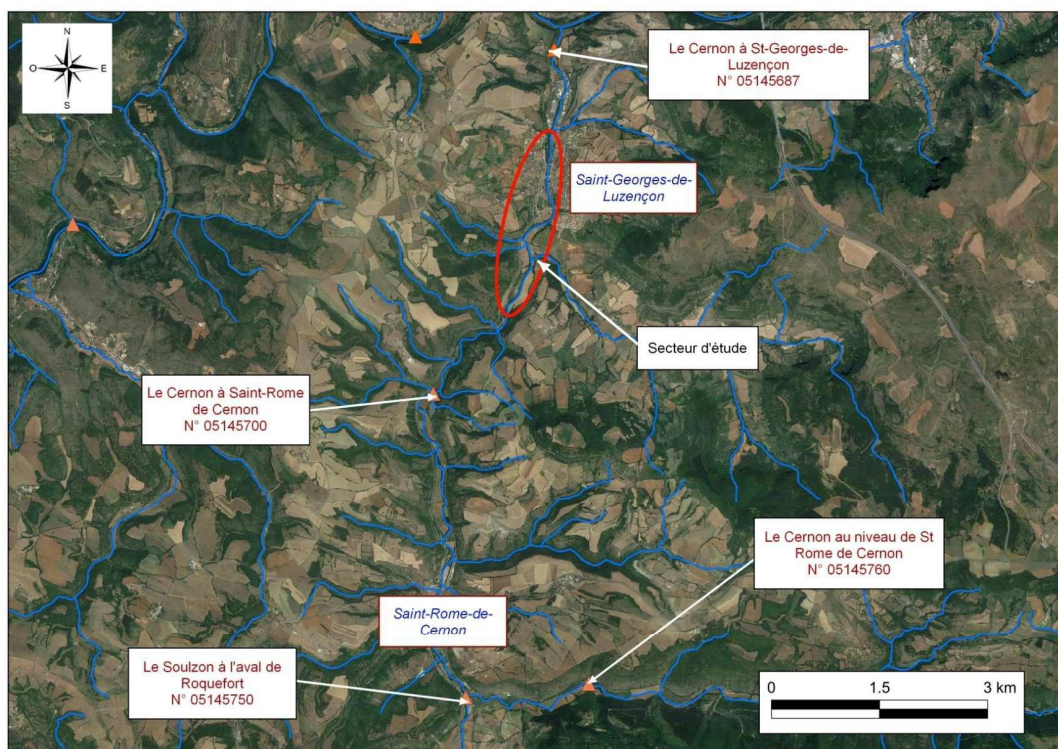 N
O
E
S
Le Cernon à St-Georges-de-
Luzençon
N° 05145687
Saint-Georges-de-
Luzençon
Secteur d'étude
Le Cernon à Saint-Rome
de Cernon
N° 05145700
Le Cernon au niveau de St
Rome de Cernon
N° 05145760
Saint-Rome-de-
Cernon
Le Soulzon à l'aval de
Roquefort
N° 05145750
0 1.5 3 km